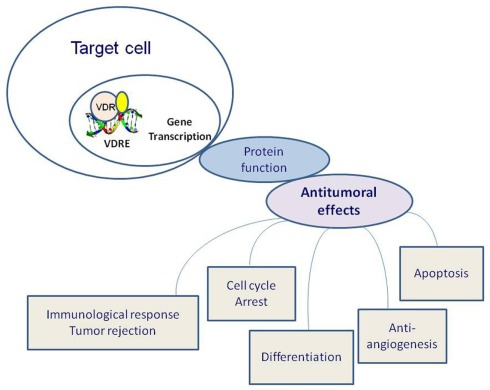 Target cell
VDR
VDRE
Gene
Transcription
Protein
function
Antitumoral
effects
Immunological response
Tumor rejection
Cell cycle
Arrest
Differentiation
Anti-
angiogenesis
Apoptosis